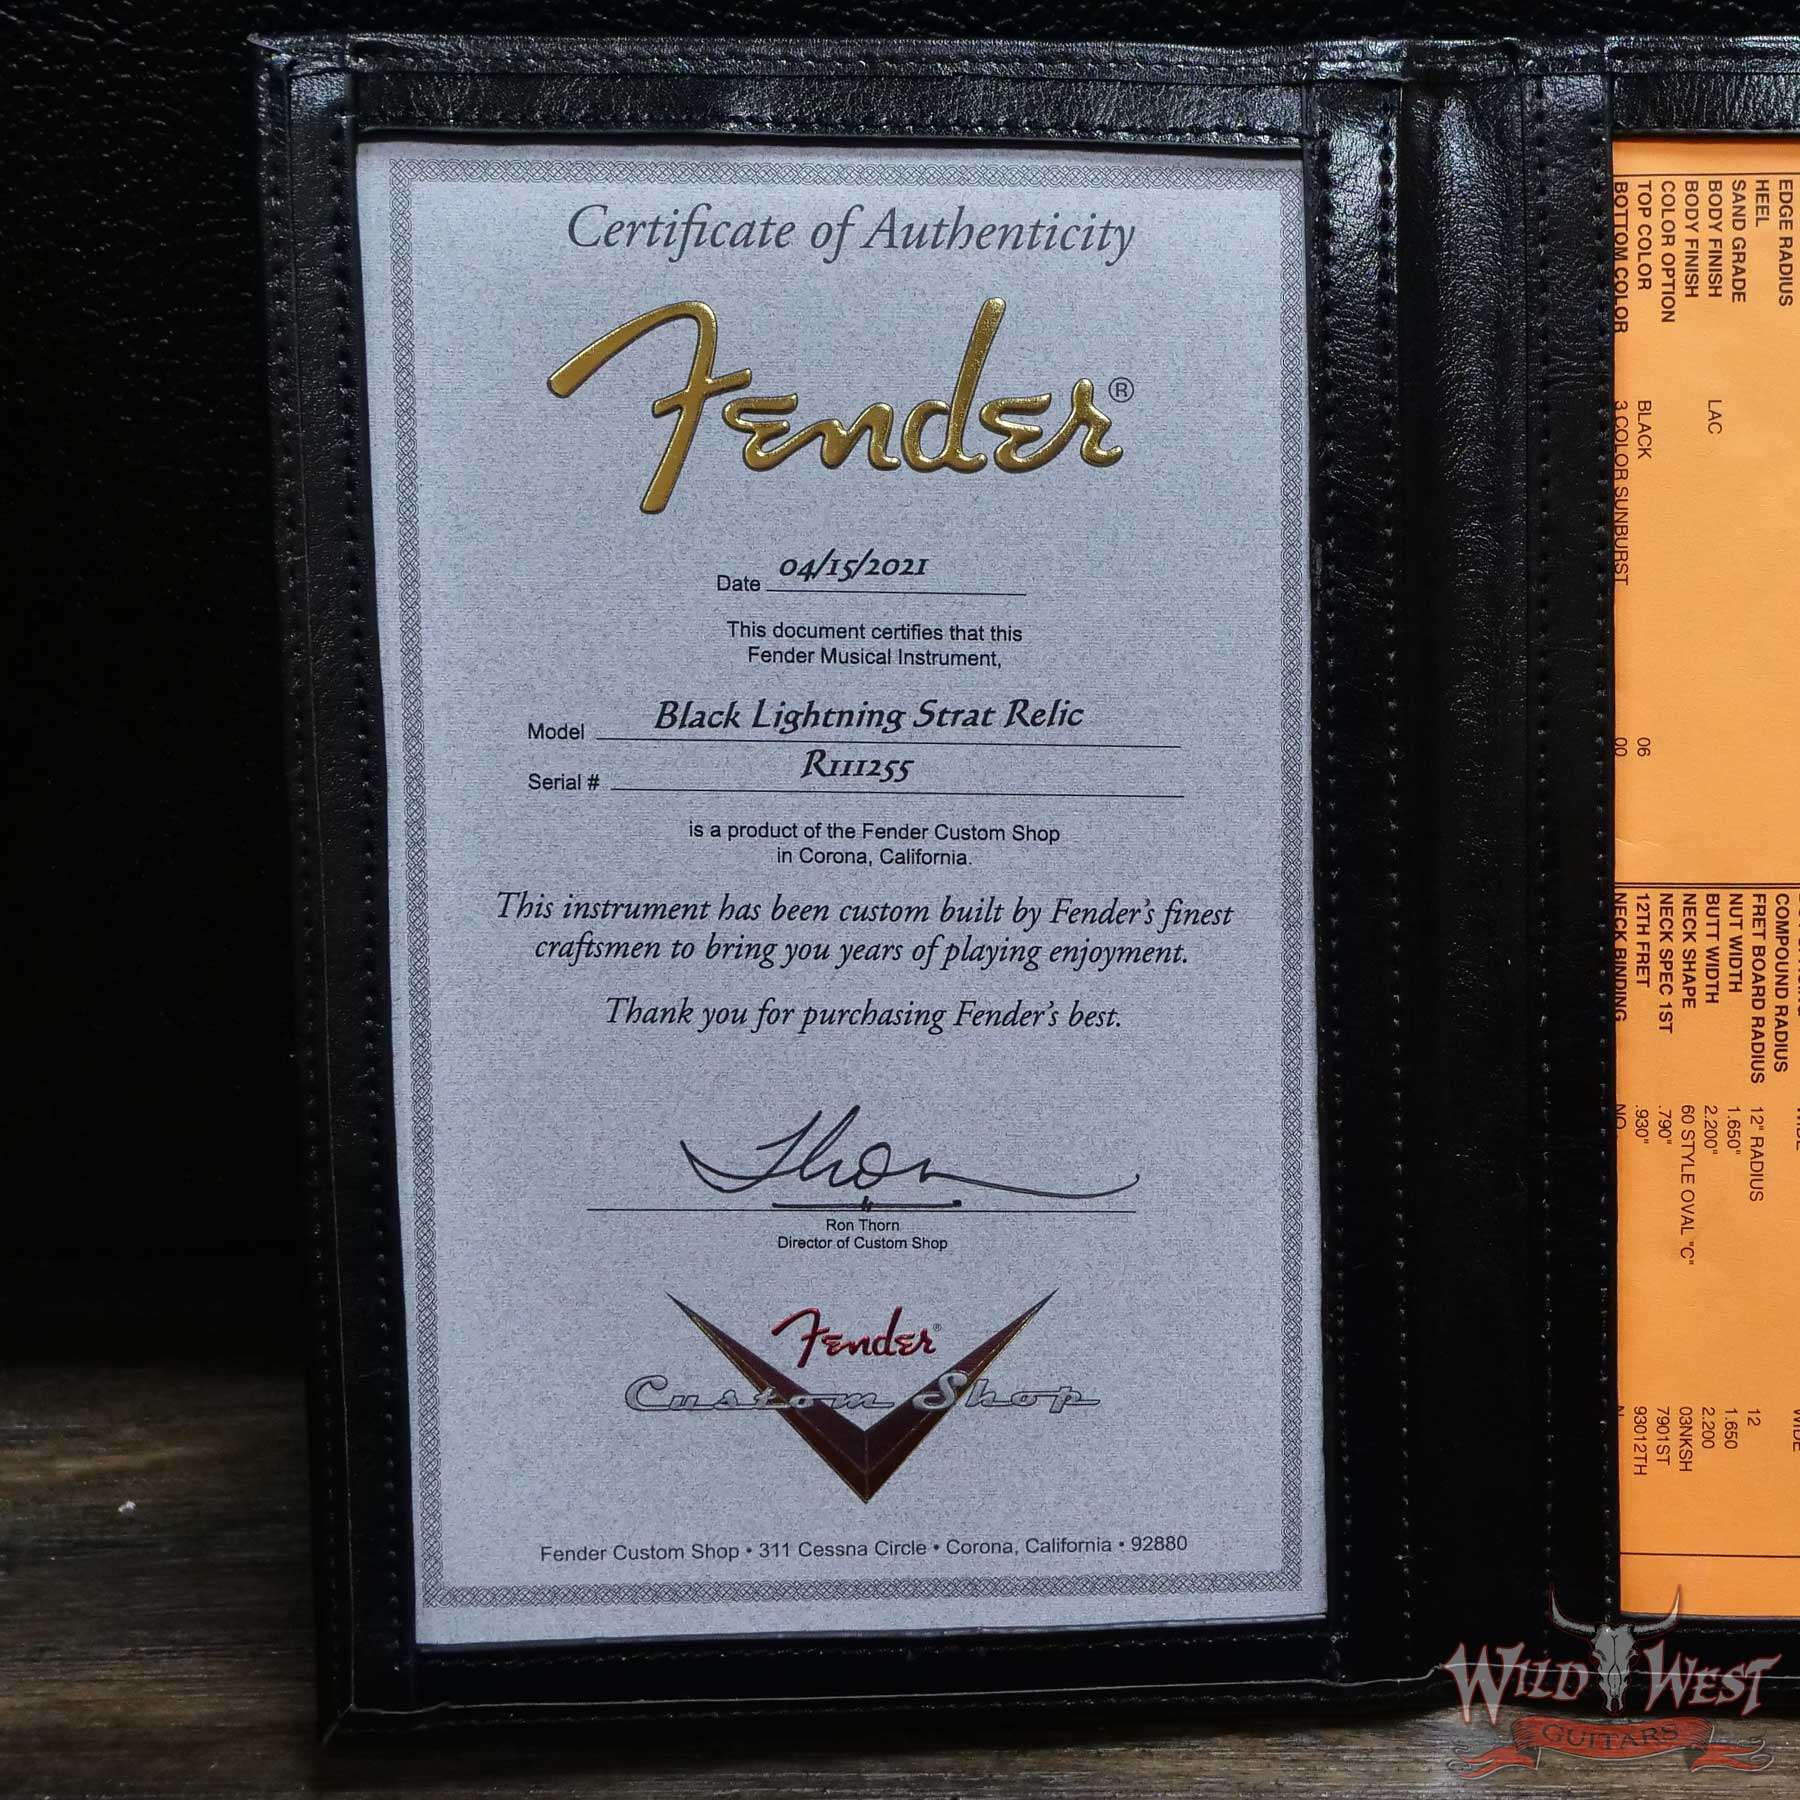 Certificate of Authenticity
Fender®
Date 04/15/2021
This document certifies that this
Fender Musical Instrument,
Model Black Lightning Strat Relic
Serial # R111255
is a product of the Fender Custom Shop
in Corona, California.
This instrument has been custom built by Fender's finest
craftsmen to bring you years of playing enjoyment.
Thank you for purchasing Fender's best.
Thorn
Ron Thorn
Director of Custom Shop
Fender®
Custom Shop
Fender Custom Shop • 311 Cessna Circle • Corona, California • 92880
EDGE RADIUS
HEEL
SAND GRADE
BODY FINISH LAC
BODY FINISH
COLOR OPTION
TOP COLOR BLACK 06
BOTTOM COLOR 3 COLOR SUNBURST 00
COMPOUND RADIUS
FRET BOARD RADIUS 12" RADIUS 12
NUT WIDTH 1.650" 1.650
BUTT WIDTH 2.200" 2.200
NECK SHAPE 60 STYLE OVAL "C" 03NKSH
NECK SPEC 1ST .790" 7901ST
12TH FRET .930" 93012TH
NECK BINDING NO N
WILD WEST
GUITARS